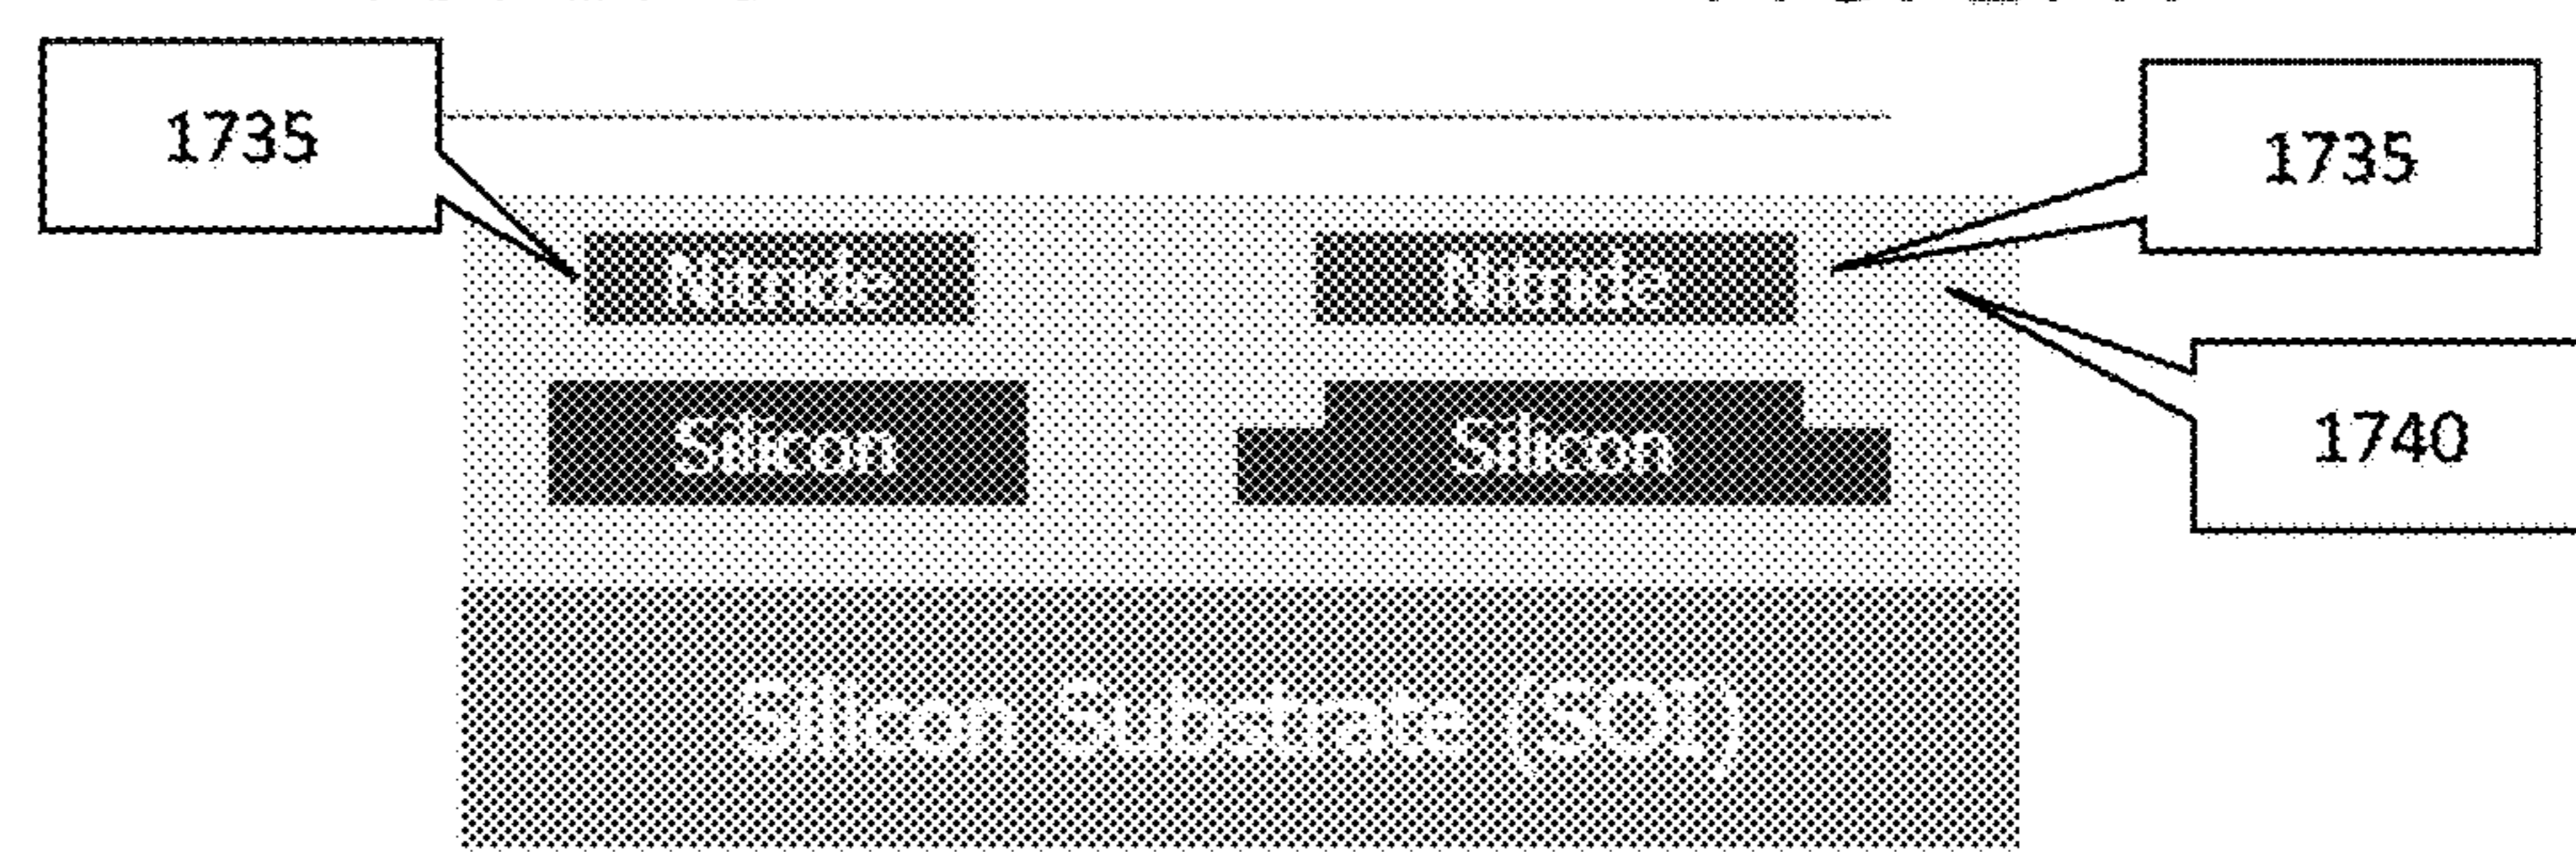 1735
1735
Nitride
Nitride
1740
Silicon
Silicon
Silicon Substrate (SOI)